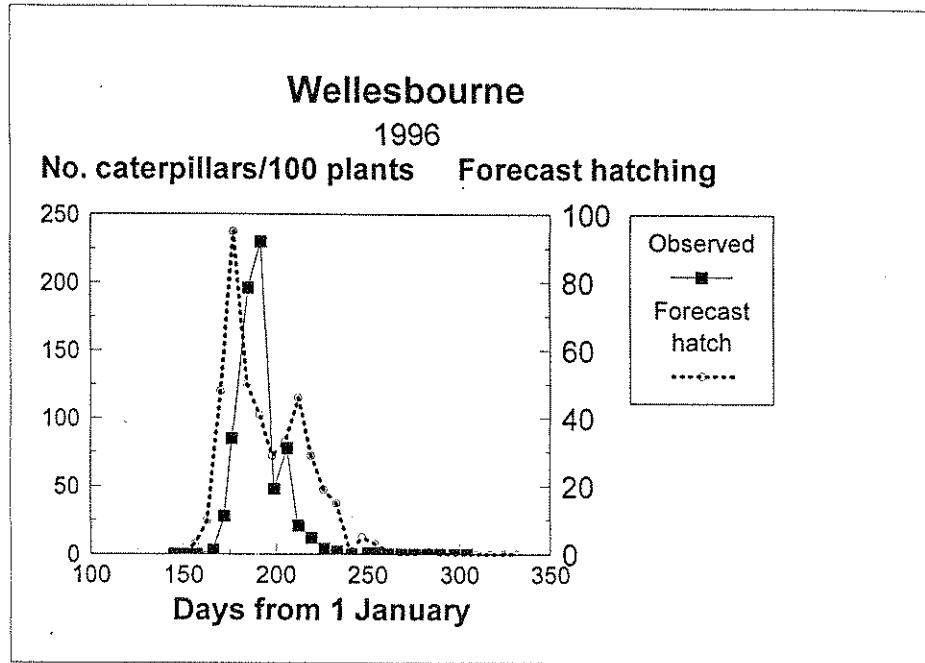 Wellesbourne
1996
No. caterpillars/100 plants Forecast hatching
250
200
150
100
50
0
100
80
60
40
20
0
100 150 200 250 300 350
Days from 1 January
Observed
Forecast
hatch